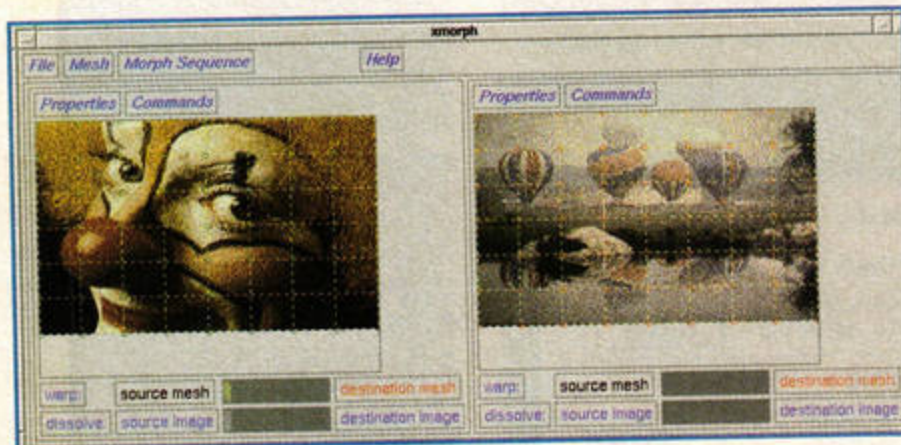 xmorph
File Mesh Morph Sequence Help
Properties Commands
Properties Commands
warp: source mesh destination mesh
dissolve: source image destination image
warp: source mesh destination mesh
dissolve: source image destination image